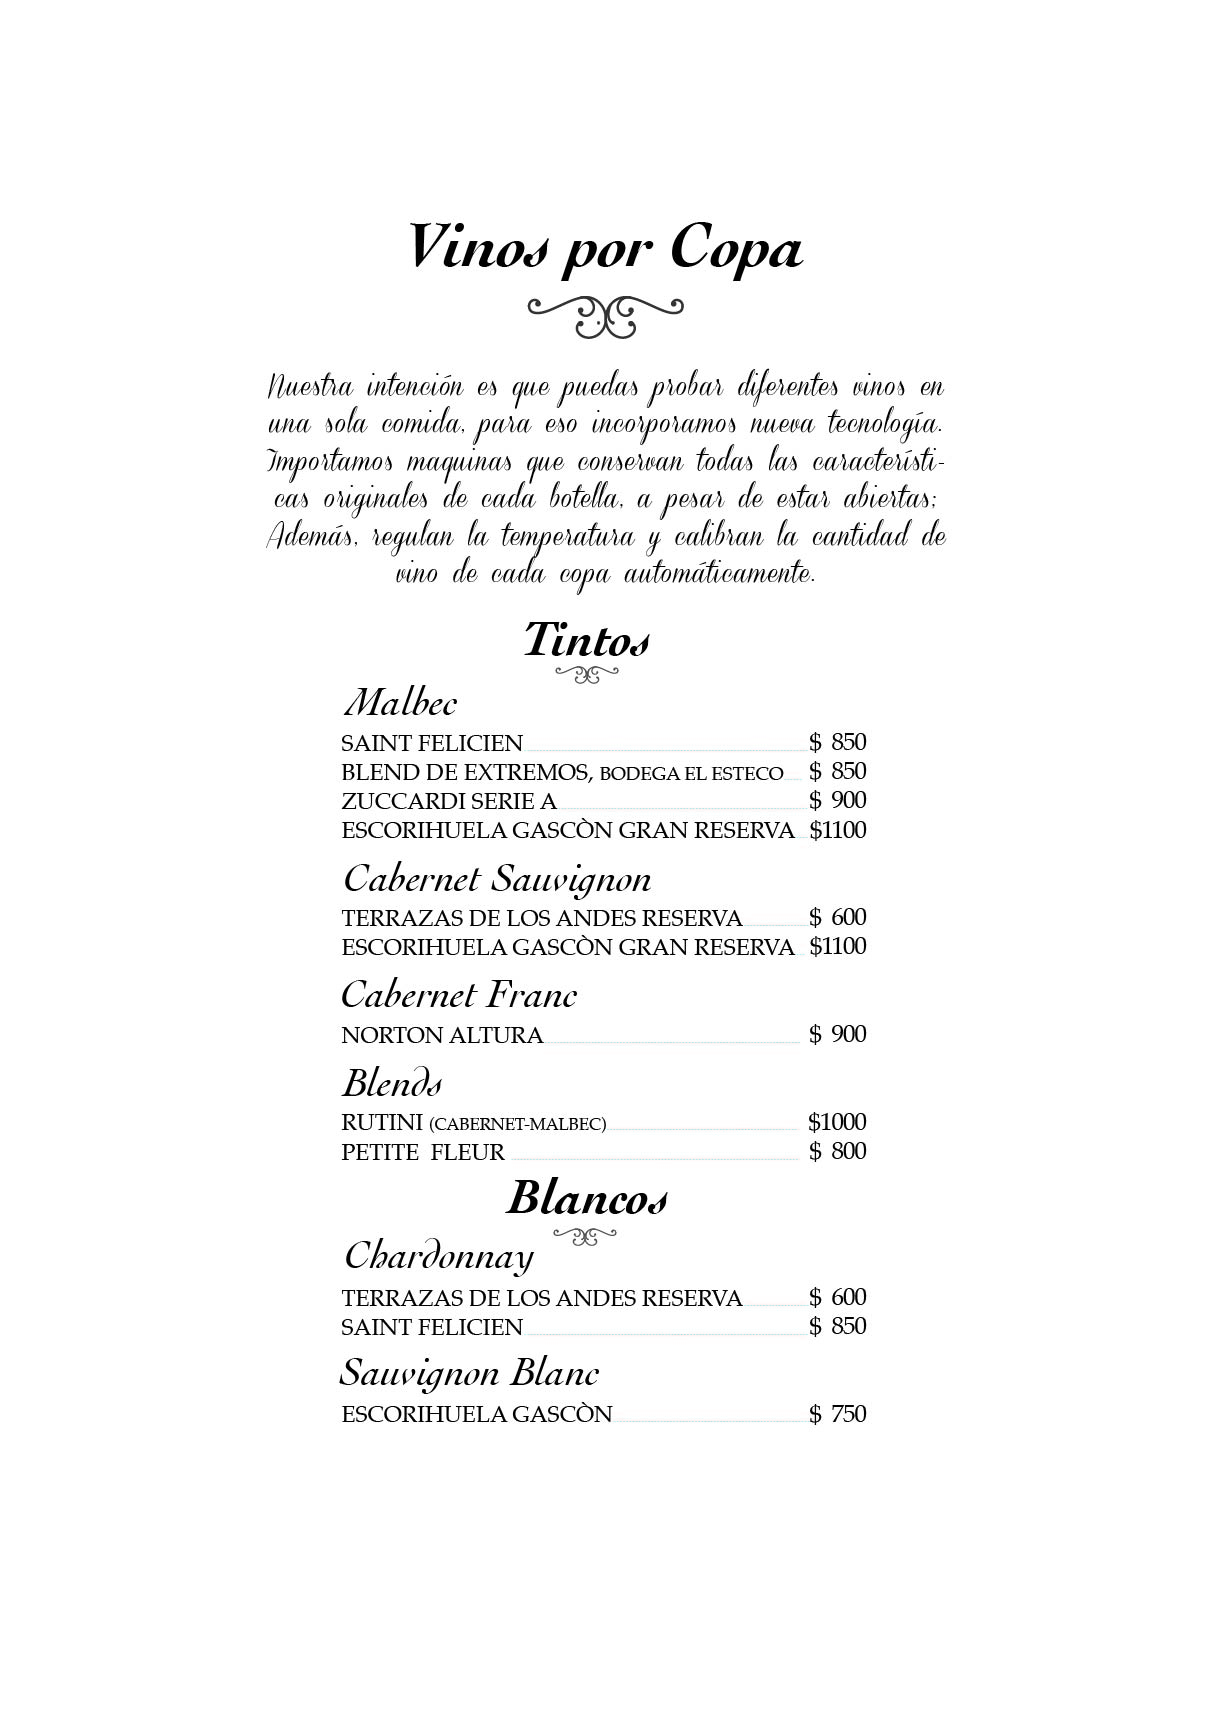 Vinos por Copa
Nuestra intención es que puedas probar diferentes vinos en
una sola comida, para eso incorporamos nueva tecnología.
Importamos maquinas que conservan todas las característi-
cas originales de cada botella, a pesar de estar abiertas;
Además, regulan la temperatura y calibran la cantidad de
vino de cada copa automáticamente.
Tintos
Malbec
SAINT FELICIEN $ 850
BLEND DE EXTREMOS, BODEGA EL ESTECO $ 850
ZUCCARDI SERIE A $ 900
ESCORIHUELA GASCÒN GRAN RESERVA $1100
Cabernet Sauvignon
TERRAZAS DE LOS ANDES RESERVA $ 600
ESCORIHUELA GASCÒN GRAN RESERVA $1100
Cabernet Franc
NORTON ALTURA $ 900
Blends
RUTINI (CABERNET-MALBEC) $1000
PETITE FLEUR $ 800
Blancos
Chardonnay
TERRAZAS DE LOS ANDES RESERVA $ 600
SAINT FELICIEN $ 850
Sauvignon Blanc
ESCORIHUELA GASCÒN $ 750